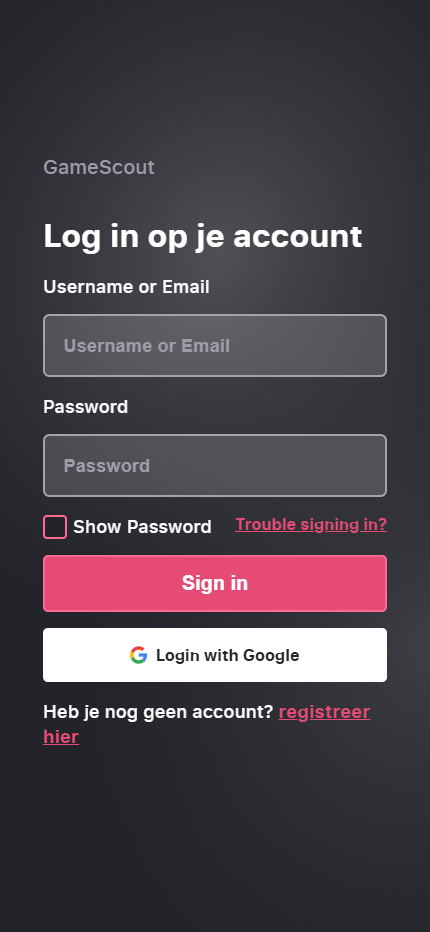 GameScout
Log in op je account
Username or Email
Username or Email
Password
Password
Show Password Trouble signing in?
Sign in
Login with Google
Heb je nog geen account? registreer
hier